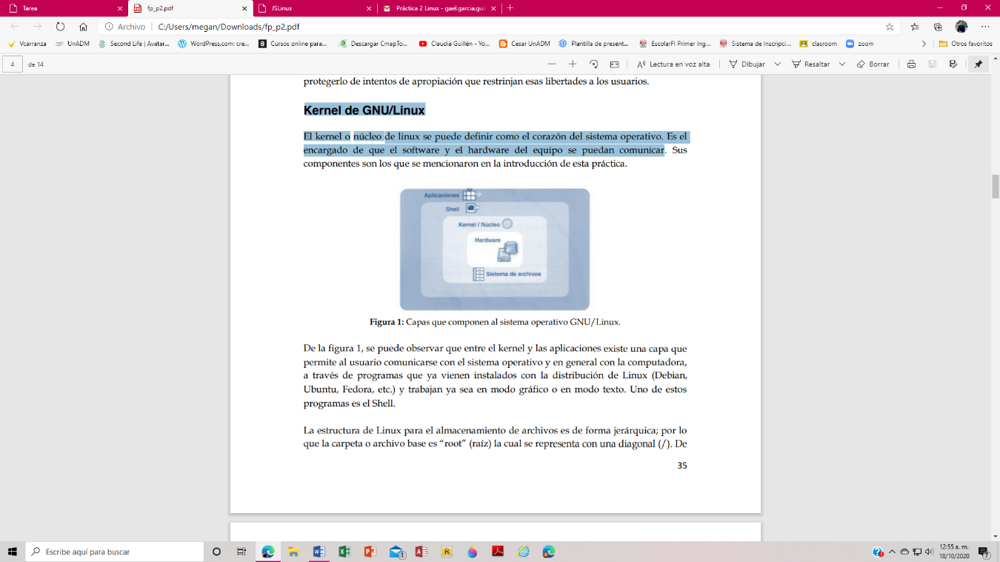 Tarea
fp_p2.pdf
JSLinux
Práctica 2 Linux - gael.garcia.gui
Archivo
C:/Users/megan/Downloads/fp_p2.pdf
Vcarranza
UnADM
Second Life | Avatar...
WordPress.com: cre...
Cursos online para...
Descargar CmapTo...
Claudia Guillén - Yo...
Cesar UnADM
Plantilla de present...
EscolarFI Primer Ing...
Sistema de Inscripci...
clasroom
zoom
Otros favoritos
4 de 14
Lectura en voz alta
Dibujar
Resaltar
Borrar
protegerlo de intentos de apropiación que restrinjan esas libertades a los usuarios.
Kernel de GNU/Linux
El kernel o núcleo de linux se puede definir como el corazón del sistema operativo. Es el
encargado de que el software y el hardware del equipo se puedan comunicar. Sus
componentes son los que se mencionaron en la introducción de esta práctica.
Aplicaciones
Shell
Kernel / Núcleo
Hardware
Sistema de archivos
Figura 1: Capas que componen al sistema operativo GNU/Linux.
De la figura 1, se puede observar que entre el kernel y las aplicaciones existe una capa que
permite al usuario comunicarse con el sistema operativo y en general con la computadora,
a través de programas que ya vienen instalados con la distribución de Linux (Debian,
Ubuntu, Fedora, etc.) y trabajan ya sea en modo gráfico o en modo texto. Uno de estos
programas es el Shell.
La estructura de Linux para el almacenamiento de archivos es de forma jerárquica; por lo
que la carpeta o archivo base es “root” (raíz) la cual se representa con una diagonal (/). De
35
Escribe aquí para buscar
12:55 a. m.
18/10/2020